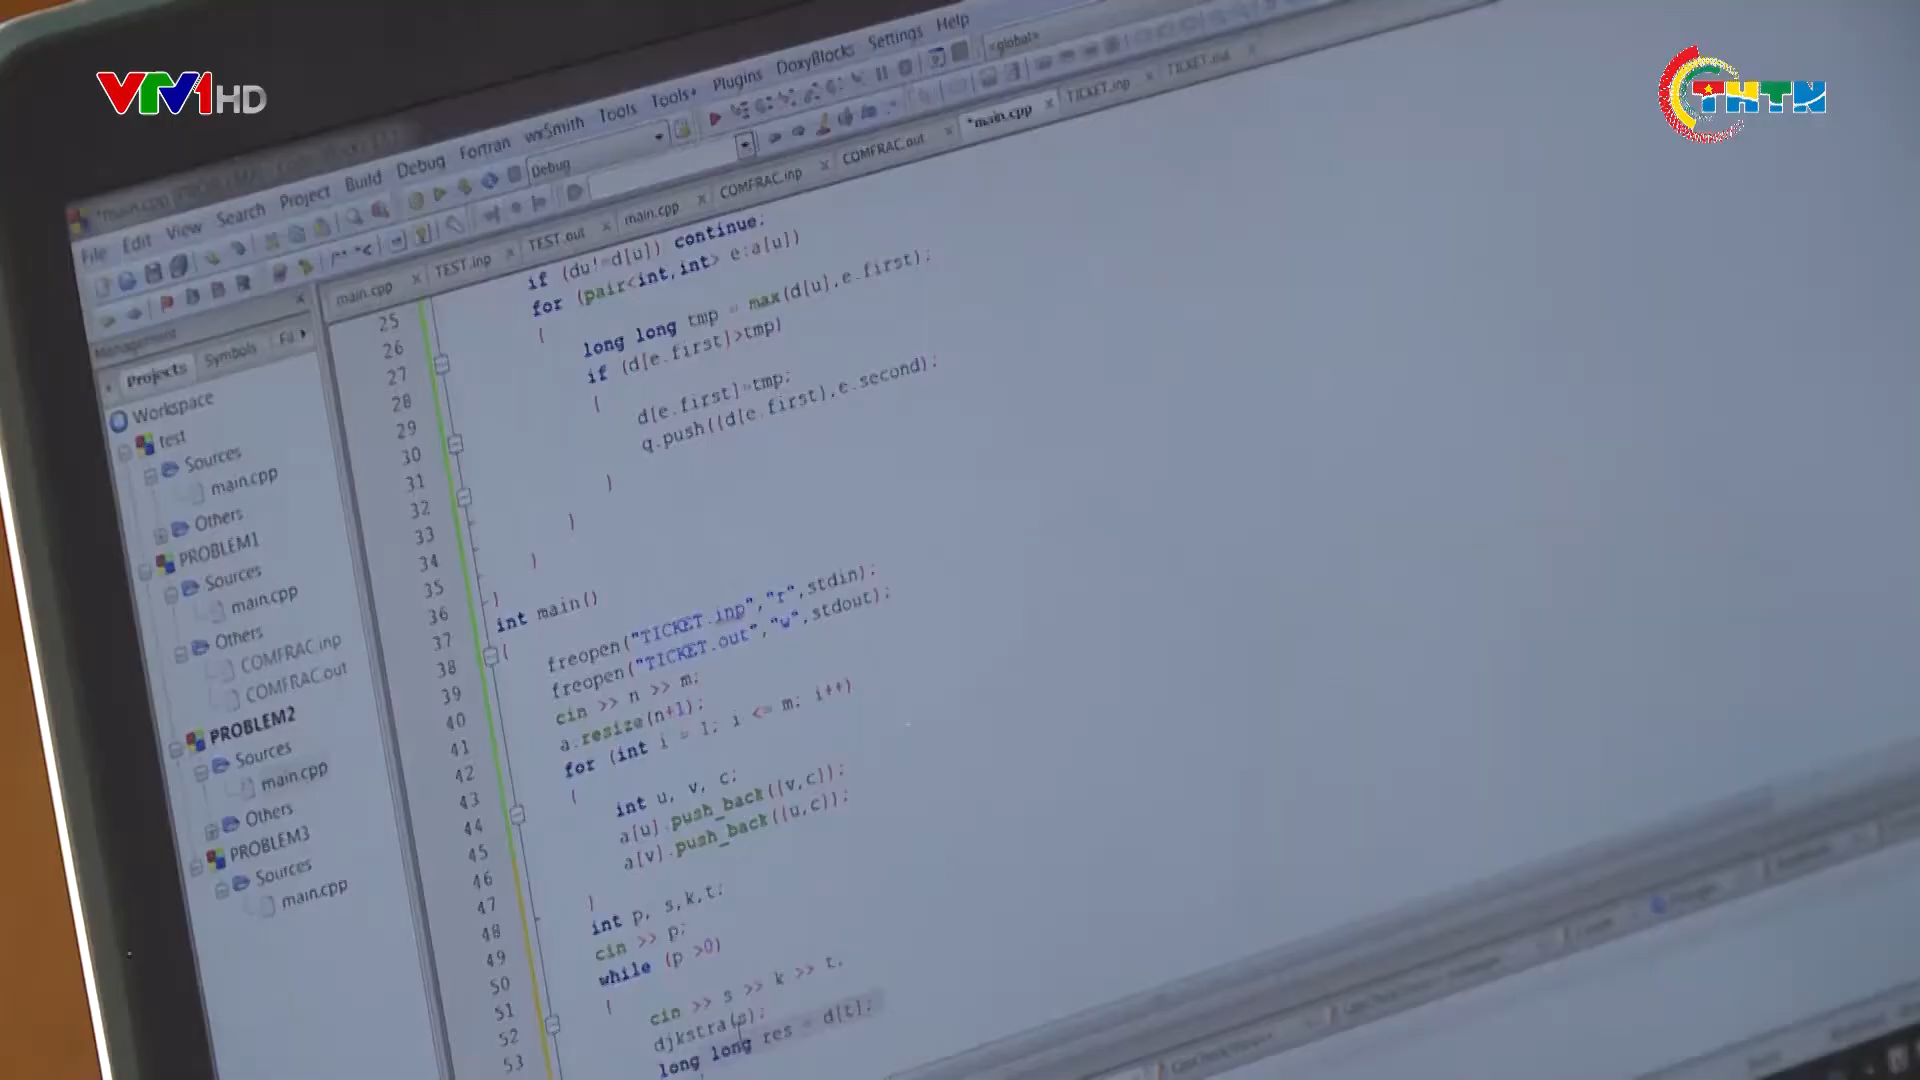 VTV1 HD
THTN
File Edit View Search Project Build Debug Fortran wxSmith Tools Tools+ Plugins DoxyBlocks Settings Help
Debug
<global>
main.cpp TEST.inp TEST.out main.cpp COMFRAC.inp COMFRAC.out *main.cpp TICKET.inp
Management
Projects Symbols
Workspace
test
Sources
main.cpp
Others
PROBLEM1
Sources
main.cpp
Others
COMFRAC.inp
COMFRAC.out
PROBLEM2
Sources
main.cpp
Others
PROBLEM3
Sources
main.cpp
25
26
27
28
29
30
31
32
33
34
35
36
37
38
39
40
41
42
43
44
45
46
47
48
49
50
51
52
53
if (du!=d[u]) continue;
for (pair<int,int> e:a[u])
{
long long tmp = max(d[u],e.first);
if (d[e.first]>tmp)
{
d[e.first]=tmp;
q.push({d[e.first],e.second);
}
}
}
}
int main()
{
freopen("TICKET.inp","r",stdin);
freopen("TICKET.out","w",stdout);
cin >> n >> m;
a.resize(n+1);
for (int i = 1; i <= m; i++)
{
int u, v, c;
a[u].push_back({v,c});
a[v].push_back({u,c});
}
int p, s,k,t;
cin >> p;
while (p >0)
{
cin >> s >> k >> t.
djkstra(s);
long long res = d[t];